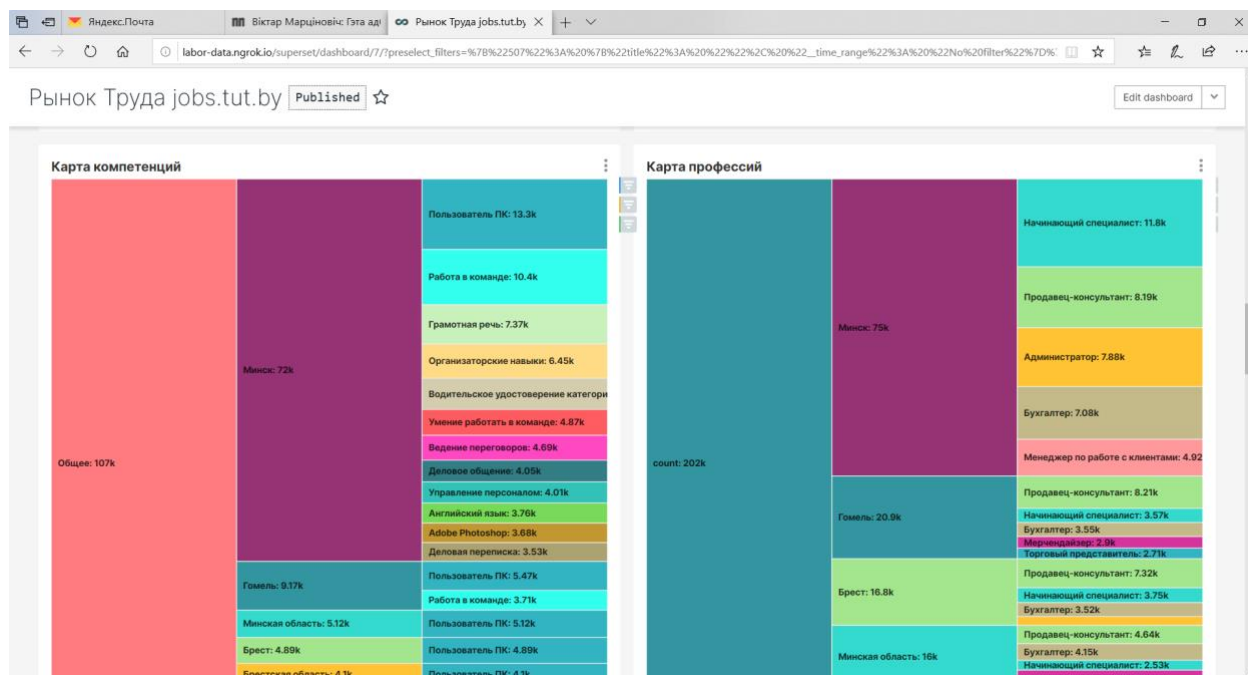 Яндекс.Почта
Віктар Марціновіч: Гэта ад
Рынок Труда jobs.tut.by
labor-data.ngrok.io/superset/dashboard/7/?preselect_filters=%7B%22507%22%3A%20%7B%22title%22%3A%20%22%22%2C%20%22__time_range%22%3A%20%22No%20filter%22%7D%
Рынок Труда jobs.tut.by
Published
Edit dashboard
Карта компетенций
Общее: 107k
Минск: 72k
Гомель: 9.17k
Минская область: 5.12k
Брест: 4.89k
Брестская область: 4.1k
Пользователь ПК: 13.3k
Работа в команде: 10.4k
Грамотная речь: 7.37k
Организаторские навыки: 6.45k
Водительское удостоверение категори
Умение работать в команде: 4.87k
Ведение переговоров: 4.69k
Деловое общение: 4.05k
Управление персоналом: 4.01k
Английский язык: 3.76k
Adobe Photoshop: 3.68k
Деловая переписка: 3.53k
Пользователь ПК: 5.47k
Работа в команде: 3.71k
Пользователь ПК: 5.12k
Пользователь ПК: 4.89k
Пользователь ПК: 4.1k
Карта профессий
count: 202k
Минск: 75k
Гомель: 20.9k
Брест: 16.8k
Минская область: 16k
Начинающий специалист: 11.8k
Продавец-консультант: 8.19k
Администратор: 7.88k
Бухгалтер: 7.08k
Менеджер по работе с клиентами: 4.92
Продавец-консультант: 8.21k
Начинающий специалист: 3.57k
Бухгалтер: 3.55k
Мерчендайзер: 2.9k
Торговый представитель: 2.71k
Продавец-консультант: 7.32k
Начинающий специалист: 3.75k
Бухгалтер: 3.52k
Продавец-консультант: 4.64k
Бухгалтер: 4.15k
Начинающий специалист: 2.53k